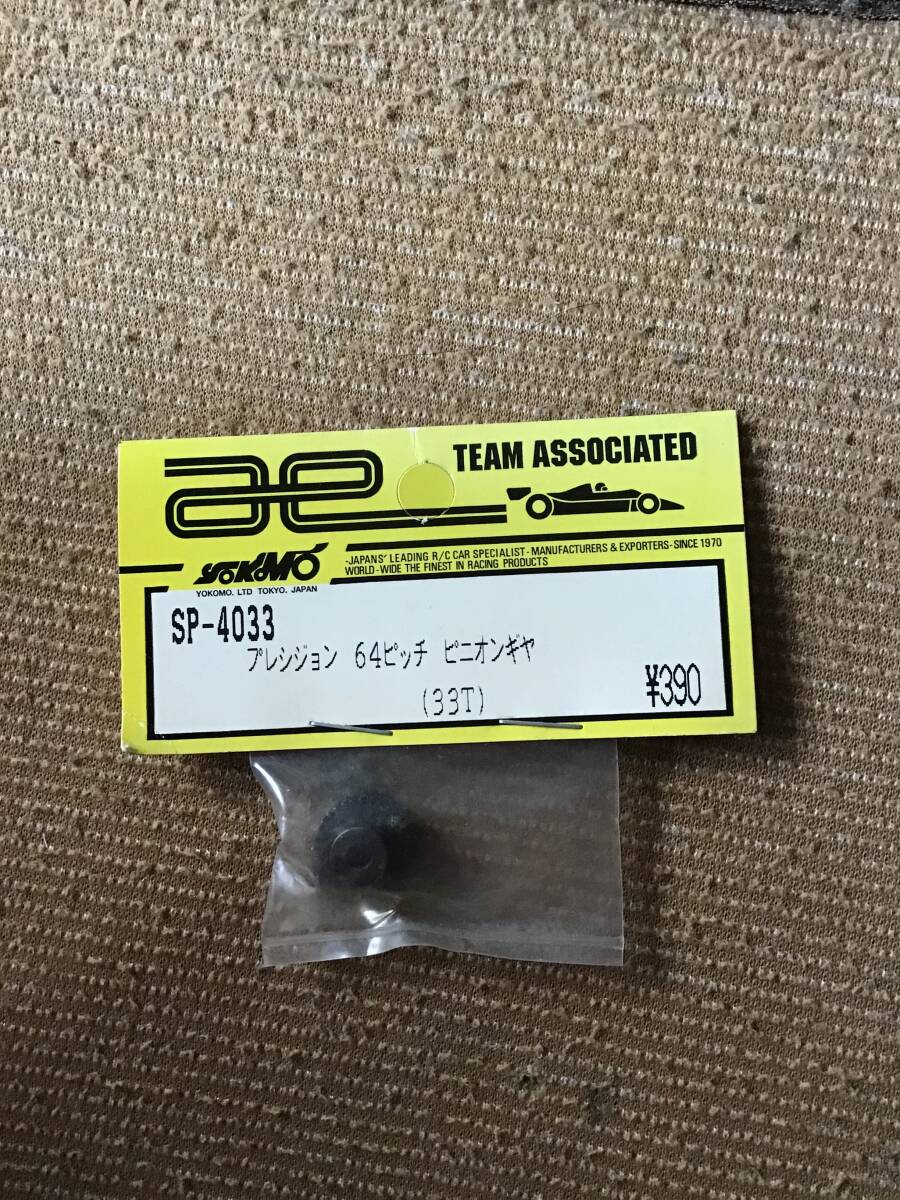 ae
TEAM ASSOCIATED
YOKOMO
YOKOMO. LTD TOKYO. JAPAN
-JAPANS' LEADING R/C CAR SPECIALIST - MANUFACTURERS & EXPORTERS - SINCE 1970
WORLD-WIDE THE FINEST IN RACING PRODUCTS
SP-4033
プレシジョン 64ピッチ ピニオンギヤ
(33T)
¥390